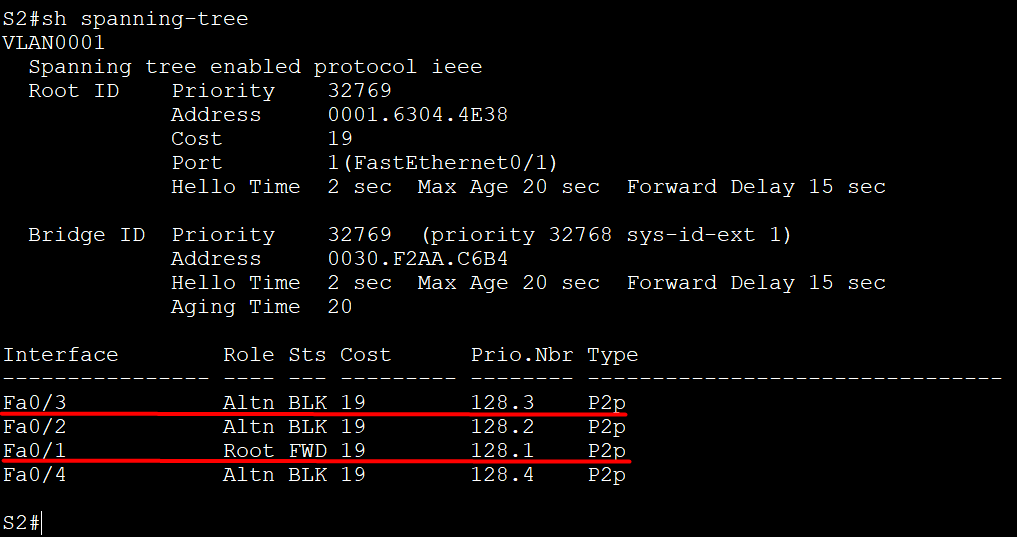 S2#sh spanning-tree
VLAN0001
  Spanning tree enabled protocol ieee
  Root ID    Priority    32769
             Address     0001.6304.4E38
             Cost        19
             Port        1(FastEthernet0/1)
             Hello Time  2 sec  Max Age 20 sec  Forward Delay 15 sec

  Bridge ID  Priority    32769  (priority 32768 sys-id-ext 1)
             Address     0030.F2AA.C6B4
             Hello Time  2 sec  Max Age 20 sec  Forward Delay 15 sec
             Aging Time  20

Interface        Role Sts Cost      Prio.Nbr Type
---------------- ---- --- --------- -------- --------------------------------
Fa0/3            Altn BLK 19        128.3    P2p
Fa0/2            Altn BLK 19        128.2    P2p
Fa0/1            Root FWD 19        128.1    P2p
Fa0/4            Altn BLK 19        128.4    P2p

S2#